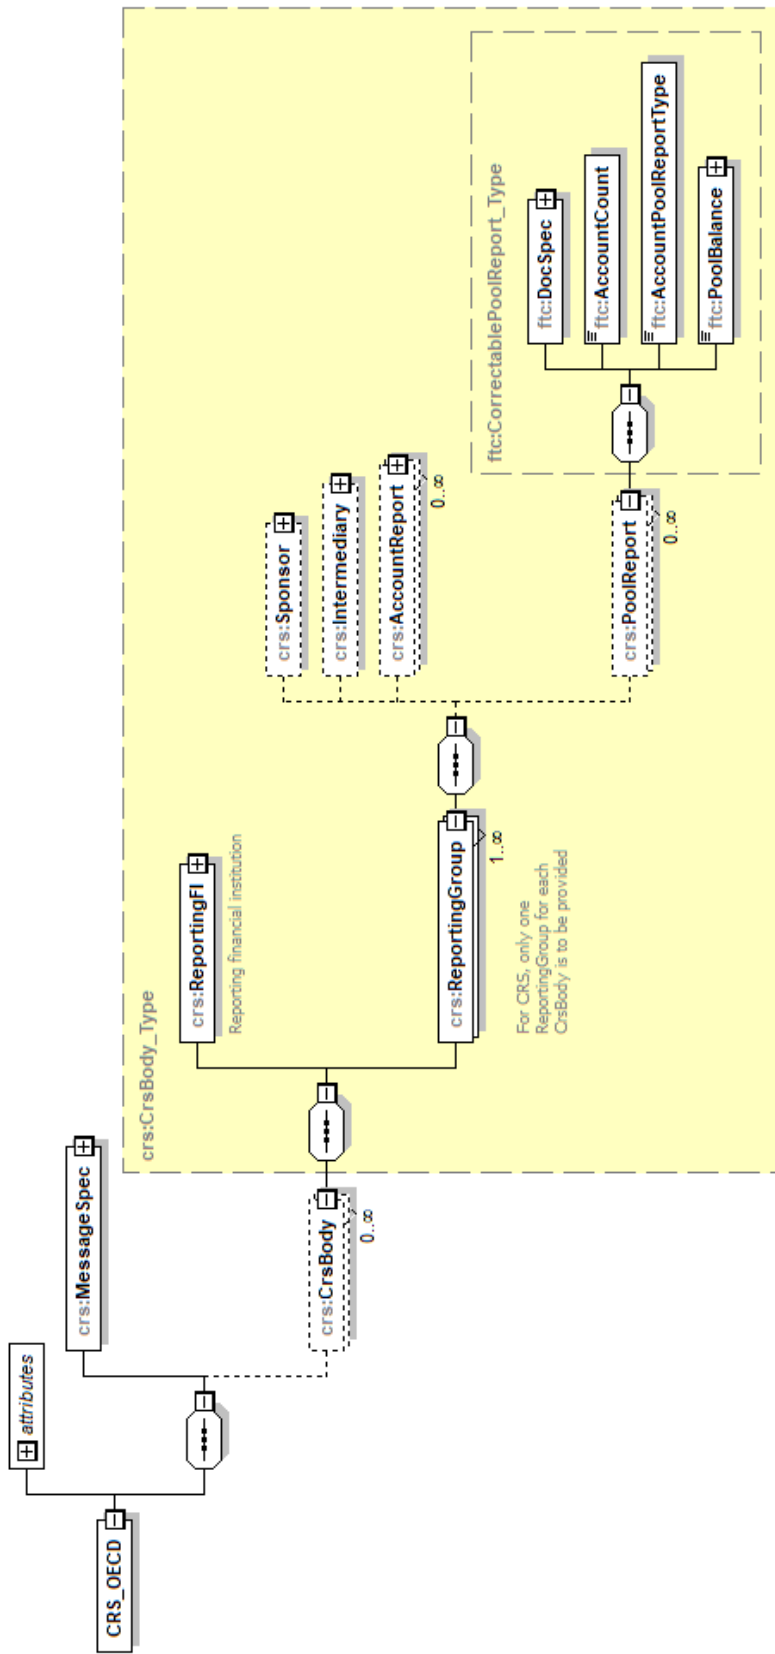 CRS_OECD
attributes
crs:MessageSpec
crs:CrsBody
0..∞
crs:CrsBody_Type
crs:ReportingFI
Reporting financial institution
crs:ReportingGroup
1..∞
For CRS, only one
ReportingGroup for each
CrsBody is to be provided
crs:Sponsor
crs:Intermediary
crs:AccountReport
0..∞
crs:PoolReport
0..∞
ftc:CorrectablePoolReport_Type
ftc:DocSpec
ftc:AccountCount
ftc:AccountPoolReportType
ftc:PoolBalance